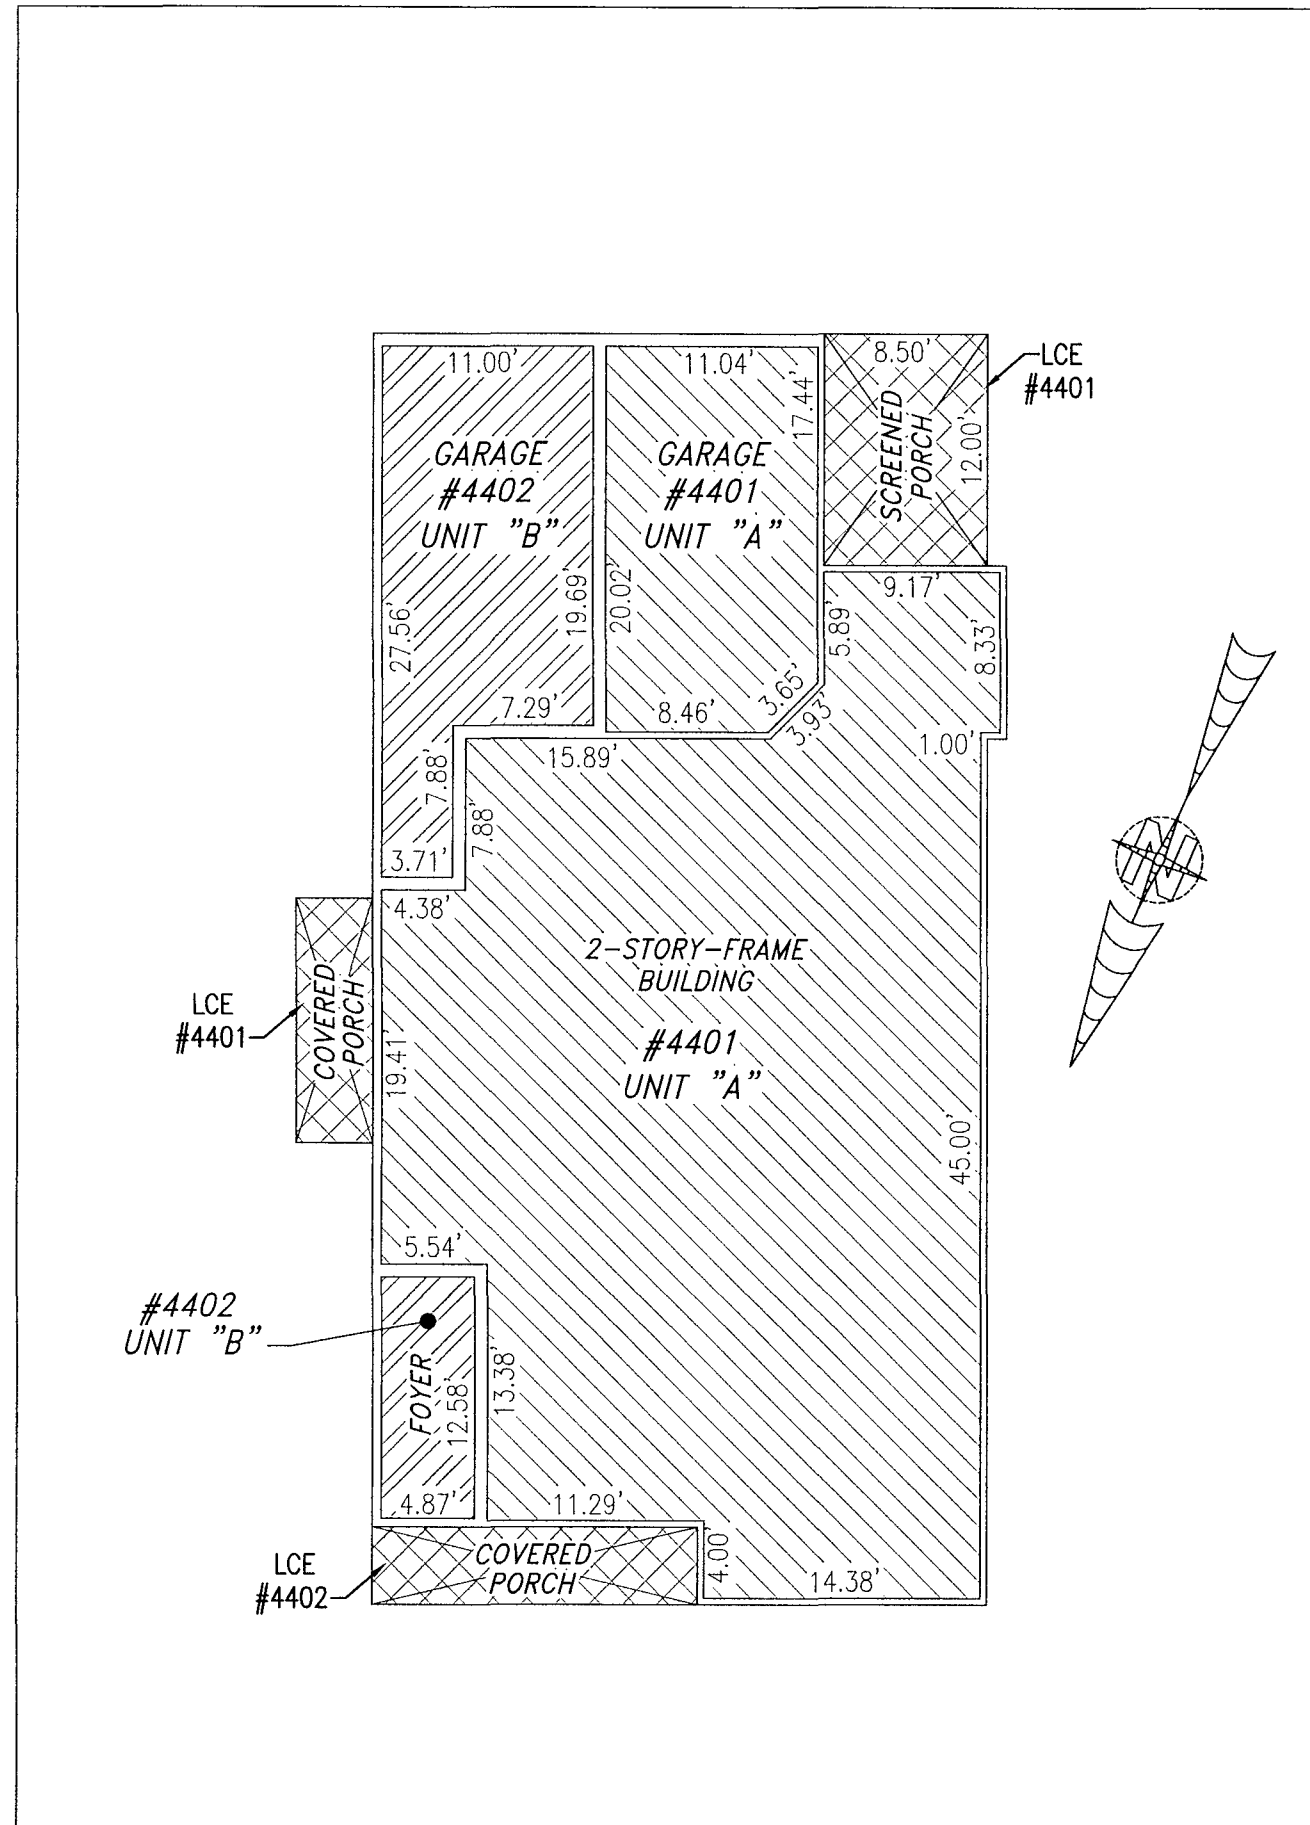 11.00'
11.04'
8.50'
LCE
#4401
17.44'
SCREENED
PORCH
12.00'
GARAGE
#4402
UNIT "B"
GARAGE
#4401
UNIT "A"
27.56'
19.69'
20.02'
9.17'
5.89'
8.33'
7.29'
8.46'
3.65'
3.93'
1.00'
15.89'
7.88'
7.88'
3.71'
4.38'
N
2-STORY-FRAME
BUILDING
#4401
UNIT "A"
LCE
#4401
COVERED
PORCH
19.41'
45.00'
5.54'
#4402
UNIT "B"
FOYER
12.58'
13.38'
4.87'
11.29'
LCE
#4402
COVERED
PORCH
4.00'
14.38'